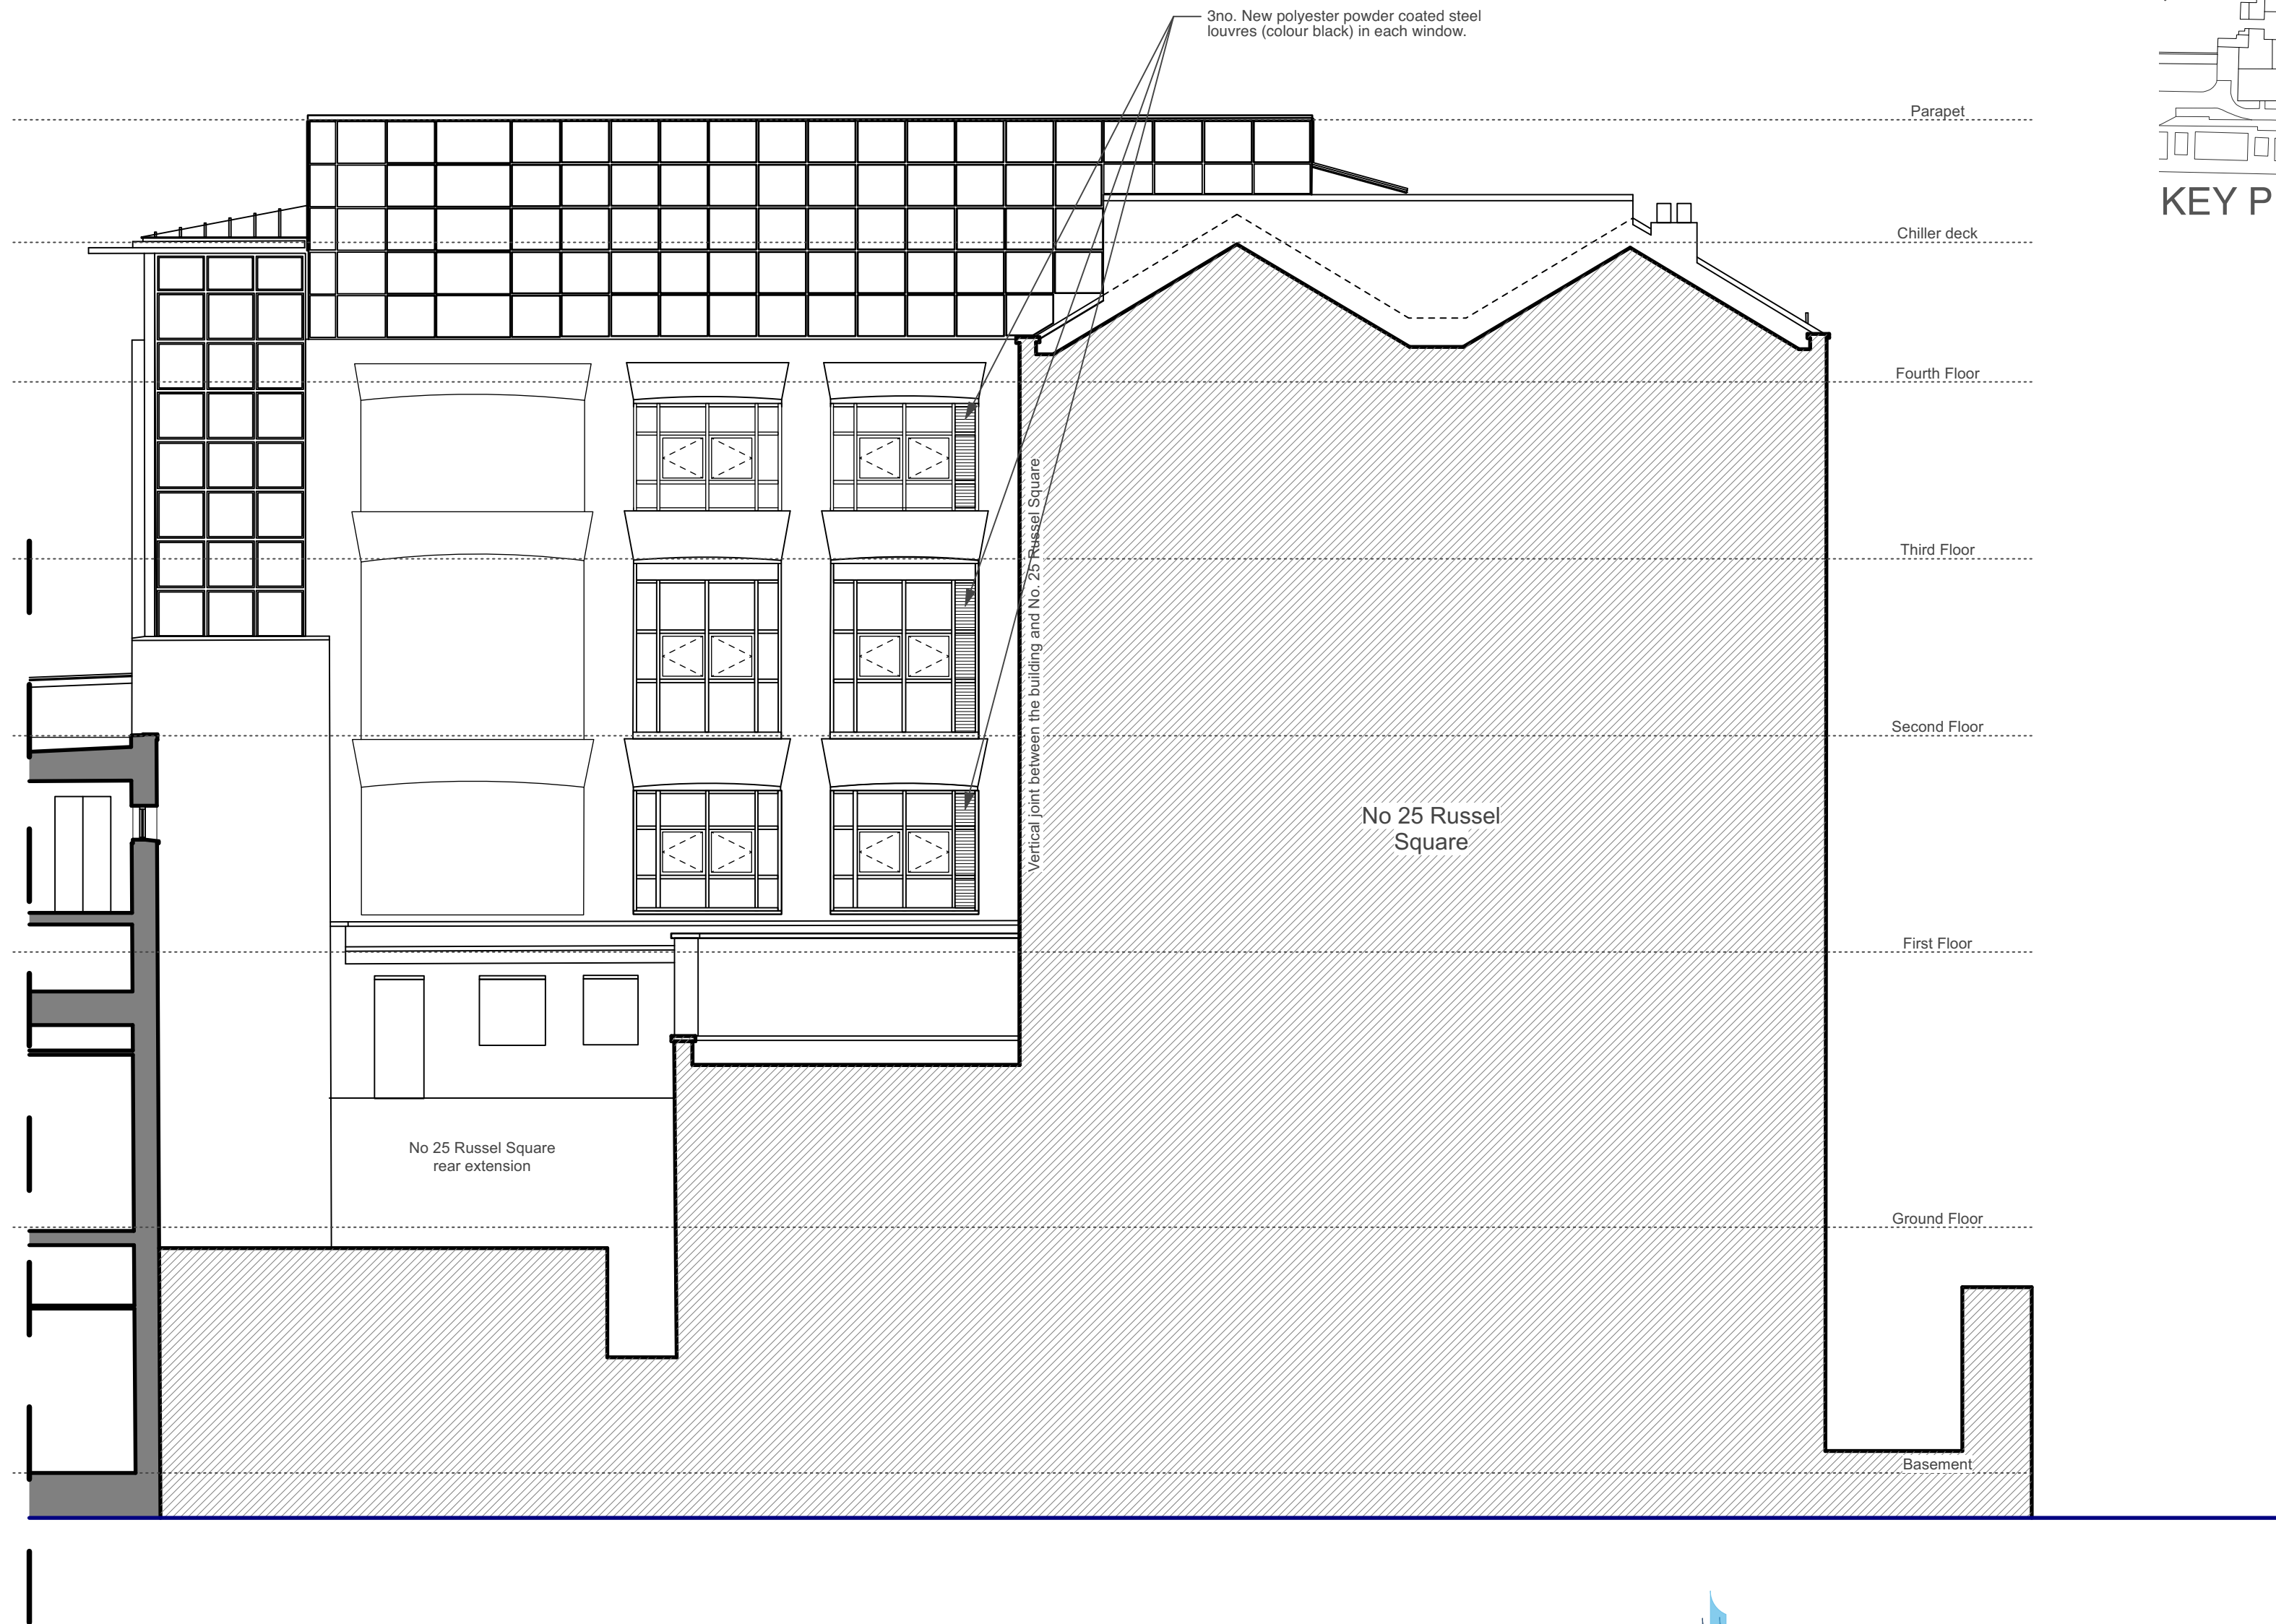 3no. New polyester powder coated steel
louvres (colour black) in each window.
Parapet
KEY P
Chiller deck
Fourth Floor
Vertical joint between the building and No. 25 Russel Square
Third Floor
Second Floor
No 25 Russel
Square
First Floor
No 25 Russel Square
rear extension
Ground Floor
Basement